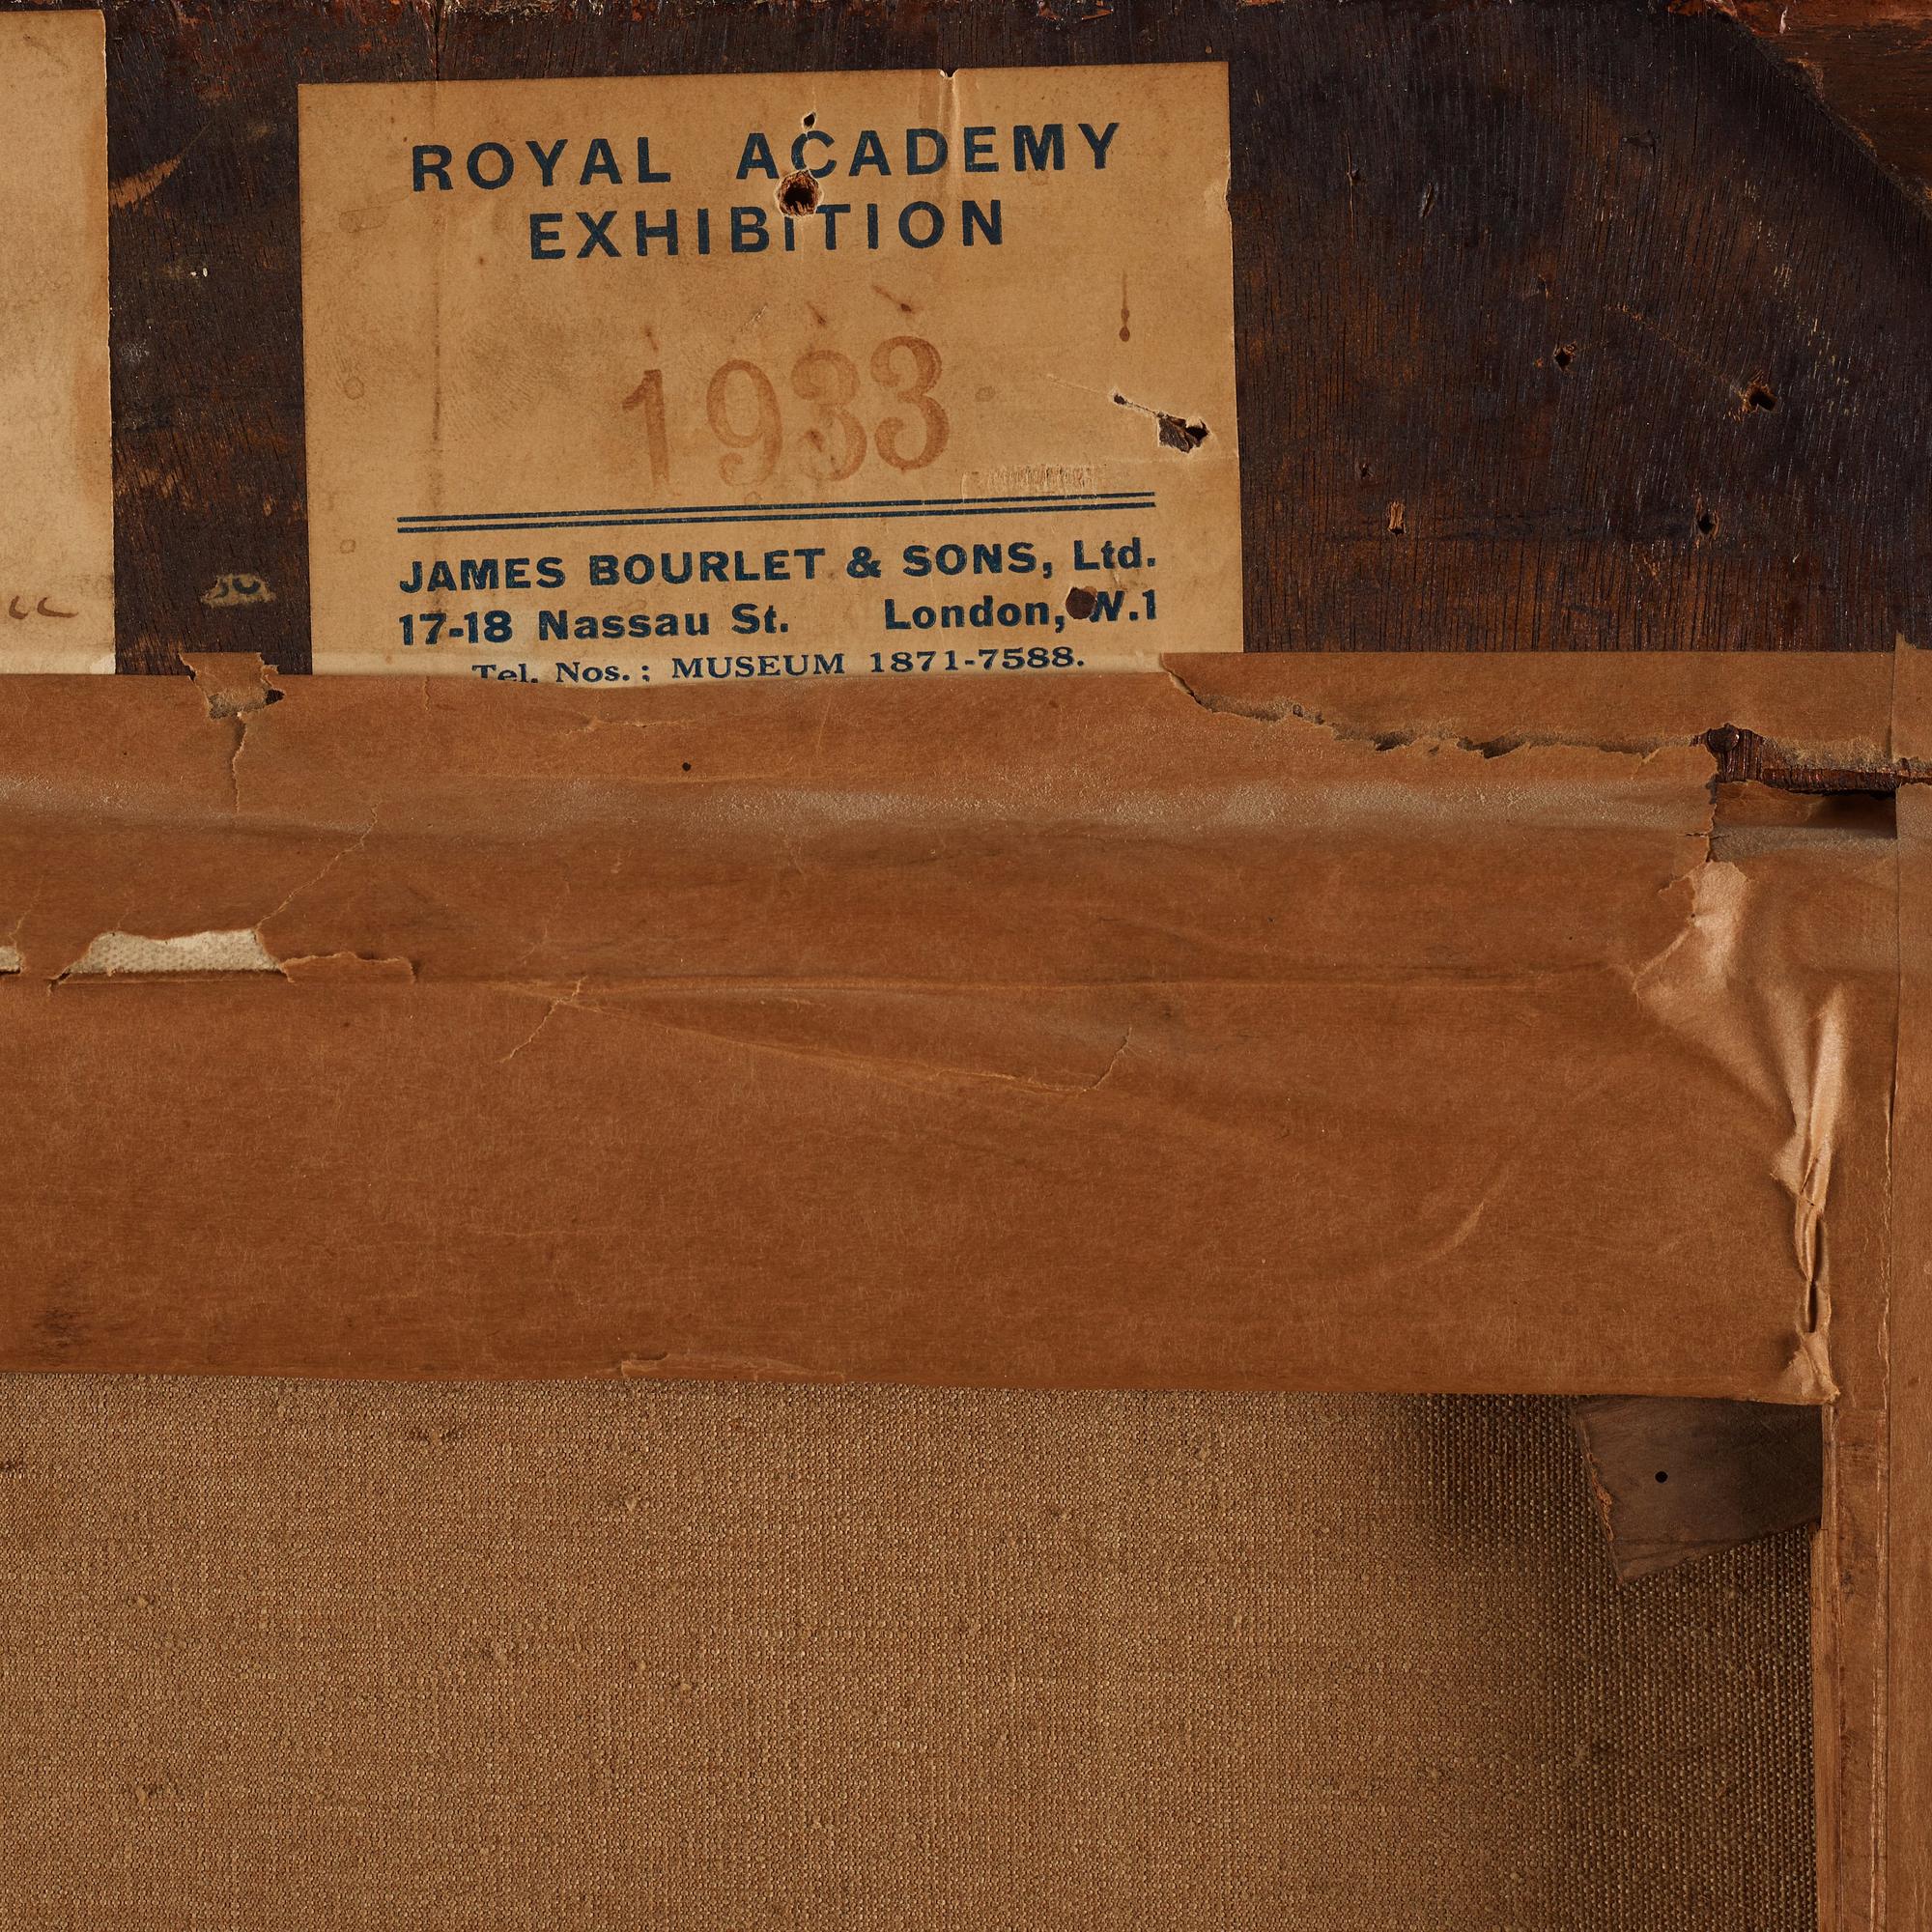 ROYAL ACADEMY
EXHIBITION
1933
JAMES BOURLET & SONS, Ltd.
17-18 Nassau St. London, W.1
Tel. Nos. ; MUSEUM 1871-7588.